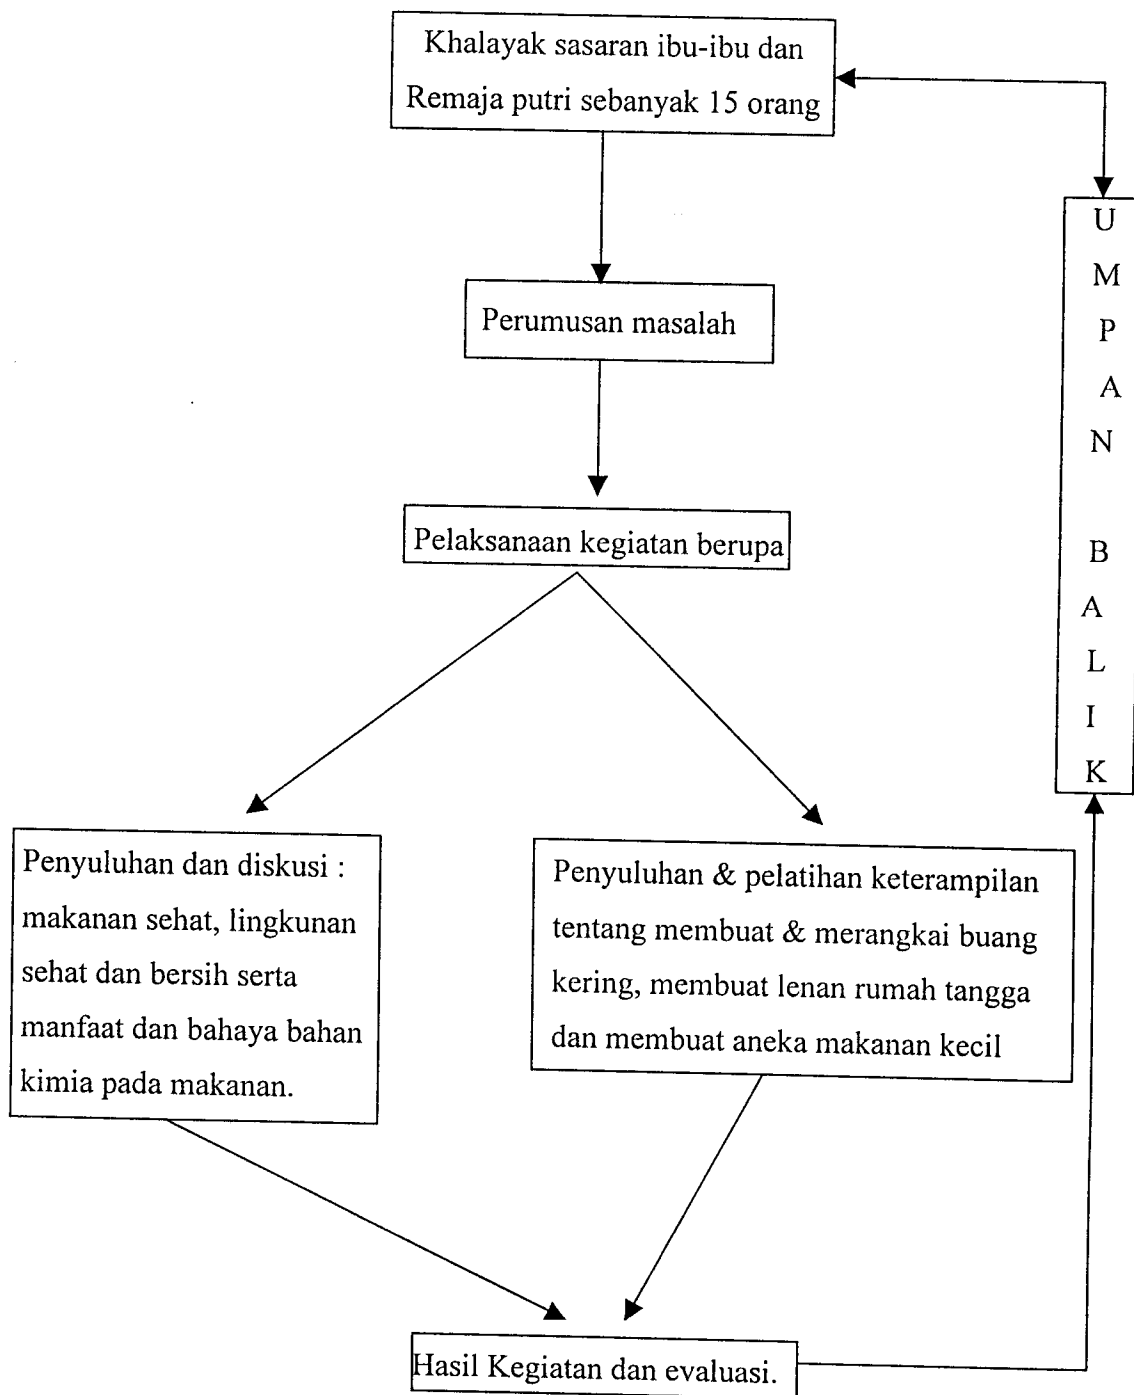 Khalayak sasaran ibu-ibu dan
Remaja putri sebanyak 15 orang
Perumusan masalah
Pelaksanaan kegiatan berupa
Penyuluhan dan diskusi :
makanan sehat, lingkunan
sehat dan bersih serta
manfaat dan bahaya bahan
kimia pada makanan.
Penyuluhan & pelatihan keterampilan
tentang membuat & merangkai buang
kering, membuat lenan rumah tangga
dan membuat aneka makanan kecil
Hasil Kegiatan dan evaluasi.
U
M
P
A
N
B
A
L
I
K